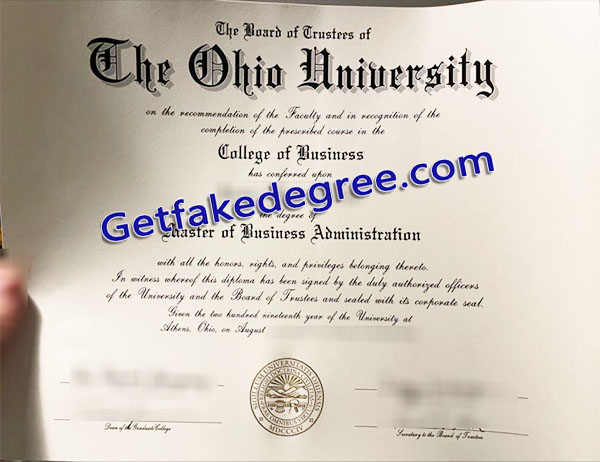 The Board of Trustees of
The Ohio University
on the recommendation of the Faculty and in recognition of the
completion of the prescribed course in the
College of Business
has conferred upon
Getfakedegree.com
the degree of
Master of Business Administration
with all the honors, rights, and privileges belonging thereto.
In witness whereof this diploma has been signed by the duly authorized officers
of the University and the Board of Trustees and sealed with its corporate seal.
Given the two hundred nineteenth year of the University at
Athens, Ohio, on August
MDCCCIV
Dean of the Graduate College
Secretary to the Board of Trustees